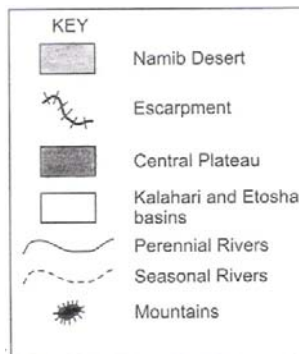 KEY
Namib Desert
Escarpment
Central Plateau
Kalahari and Etosha
basins
Perennial Rivers
Seasonal Rivers
Mountains